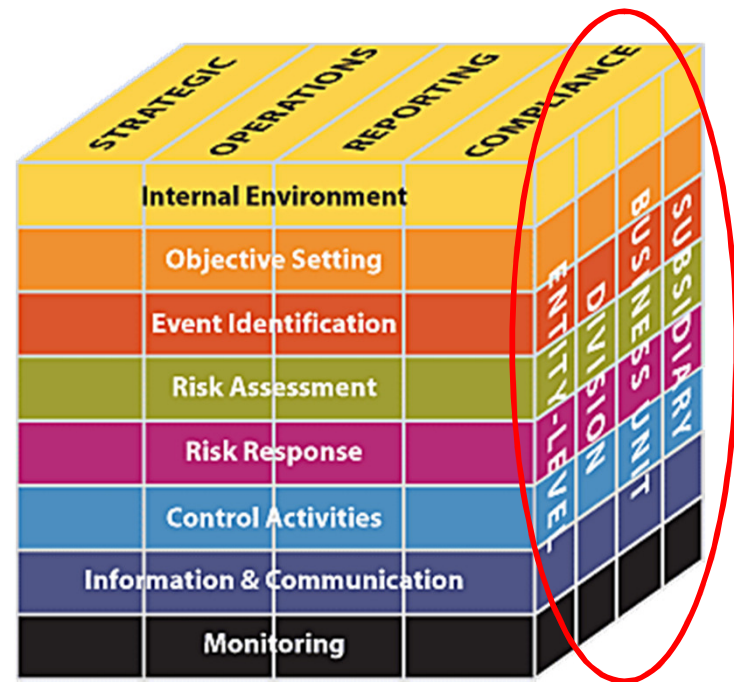 STRATEGIC
OPERATIONS
REPORTING
COMPLIANCE
Internal Environment
Objective Setting
Event Identification
Risk Assessment
Risk Response
Control Activities
Information & Communication
Monitoring
ENTITY-LEVEL
DIVISION
BUSINESS UNIT
SUBSIDIARY